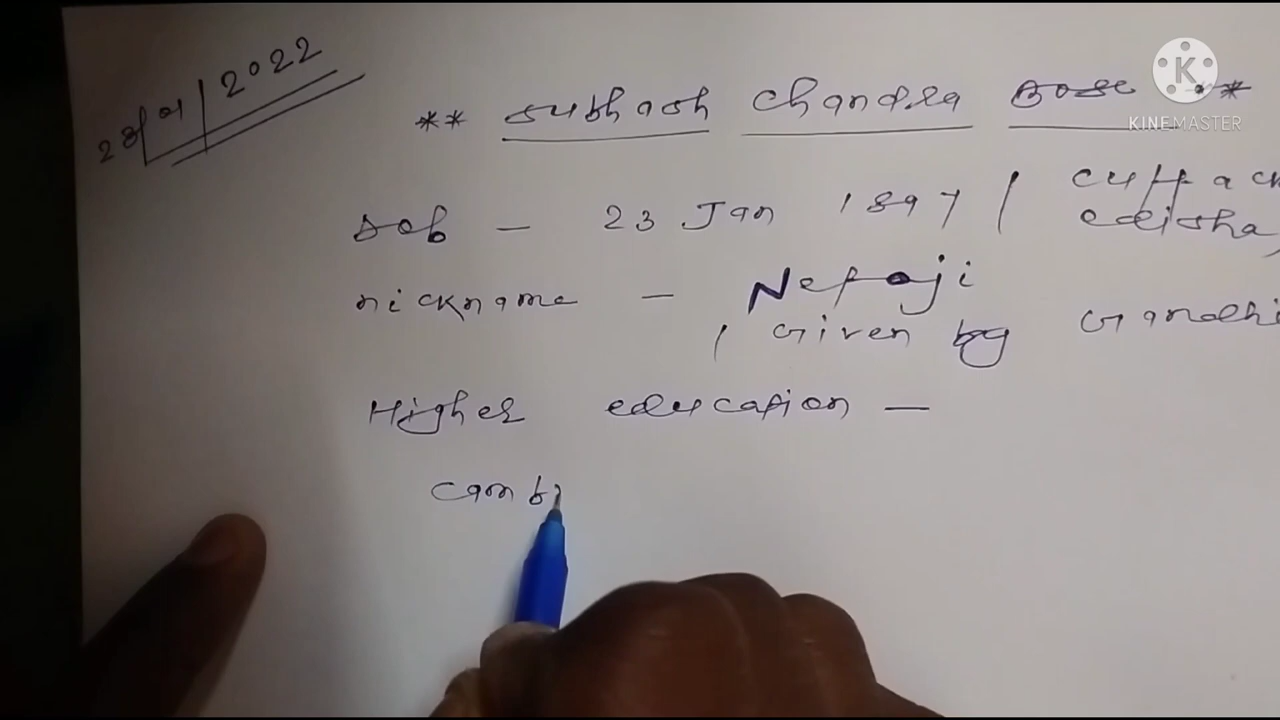 28/01/2022
** Subhash Chandra Bose **
DOB - 23 Jan 1897 / Cuttack
Odisha,
nickname - Netaji
/ Given by Gandhi
Higher education -
camb
KINEMASTER